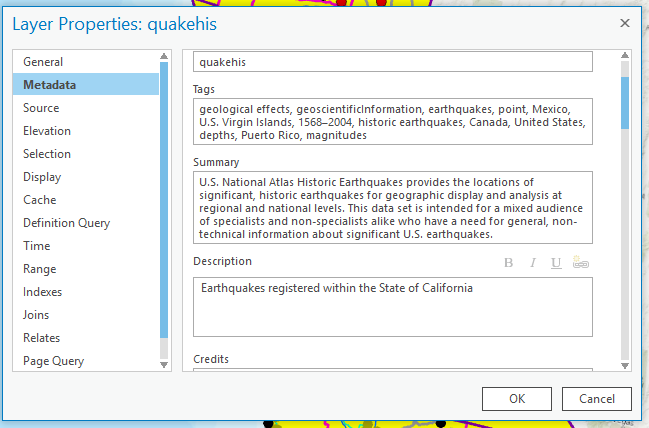 Layer Properties: quakehis
General
Metadata
Source
Elevation
Selection
Display
Cache
Definition Query
Time
Range
Indexes
Joins
Relates
Page Query
quakehis
Tags
geological effects, geoscientificInformation, earthquakes, point, Mexico,
U.S. Virgin Islands, 1568–2004, historic earthquakes, Canada, United States,
depths, Puerto Rico, magnitudes
Summary
U.S. National Atlas Historic Earthquakes provides the locations of
significant, historic earthquakes for geographic display and analysis at
regional and national levels. This data set is intended for a mixed audience
of specialists and non-specialists alike who have a need for general, non-
technical information about significant U.S. earthquakes.
Description
B I U
Earthquakes registered within the State of California
Credits
OK
Cancel